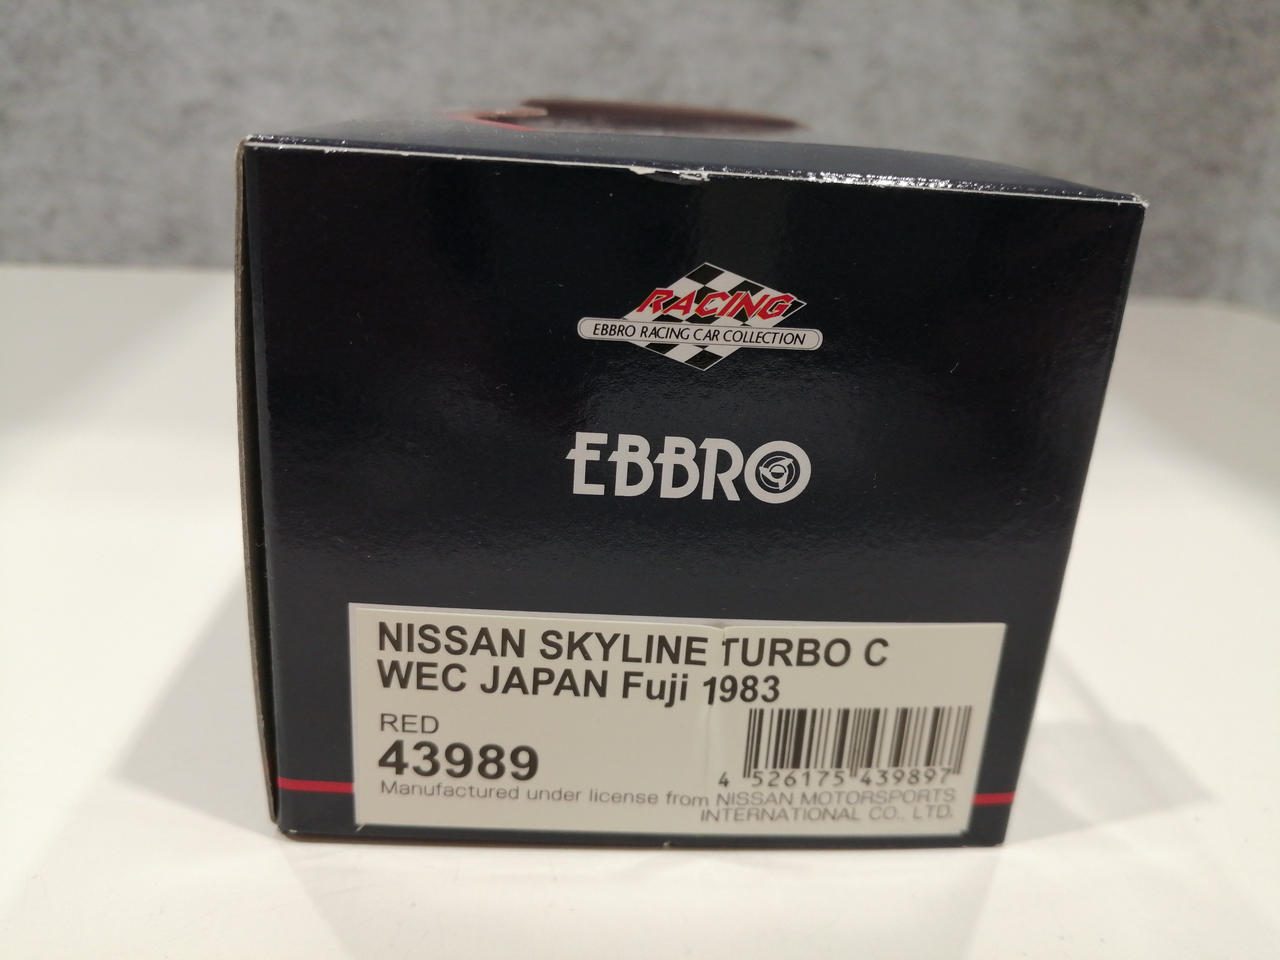 RACING
EBBRO RACING CAR COLLECTION
EBBRO
NISSAN SKYLINE TURBO C
WEC JAPAN Fuji 1983
RED
43989
4 526175 439897
Manufactured under license from NISSAN MOTORSPORTS
INTERNATIONAL CO., LTD.